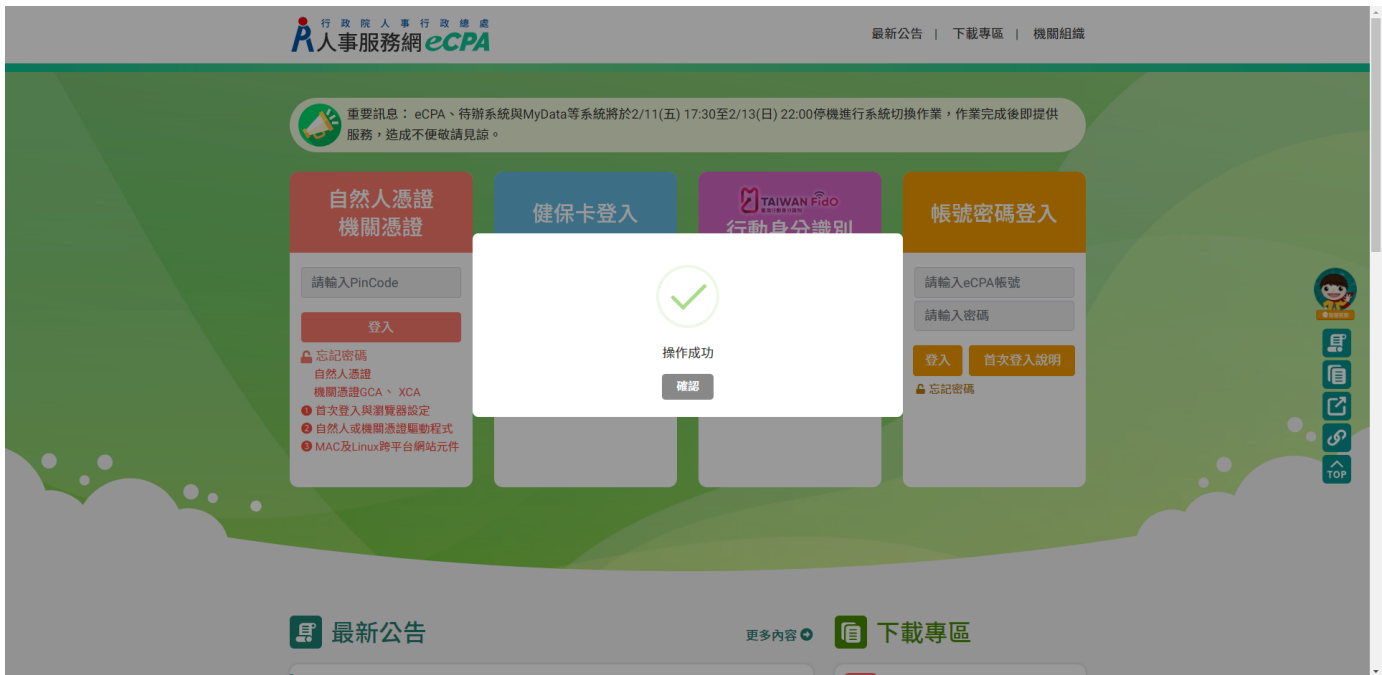 行政院人事行政總處
人事服務網eCPA
最新公告 | 下載專區 | 機關組織
重要訊息： eCPA、待辦系統與MyData等系統將於2/11(五) 17:30至2/13(日) 22:00停機進行系統切換作業，作業完成後即提供
服務，造成不便敬請見諒。
自然人憑證
機關憑證
請輸入PinCode
登入
忘記密碼
自然人憑證
機關憑證GCA、 XCA
1 首次登入與瀏覽器設定
2 自然人或機關憑證驅動程式
3 MAC及Linux跨平台網站元件
健保卡登入
TAIWAN FidO
行動身分識別
操作成功
確認
帳號密碼登入
請輸入eCPA帳號
請輸入密碼
登入 首次登入說明
忘記密碼
TOP
最新公告
更多內容
下載專區